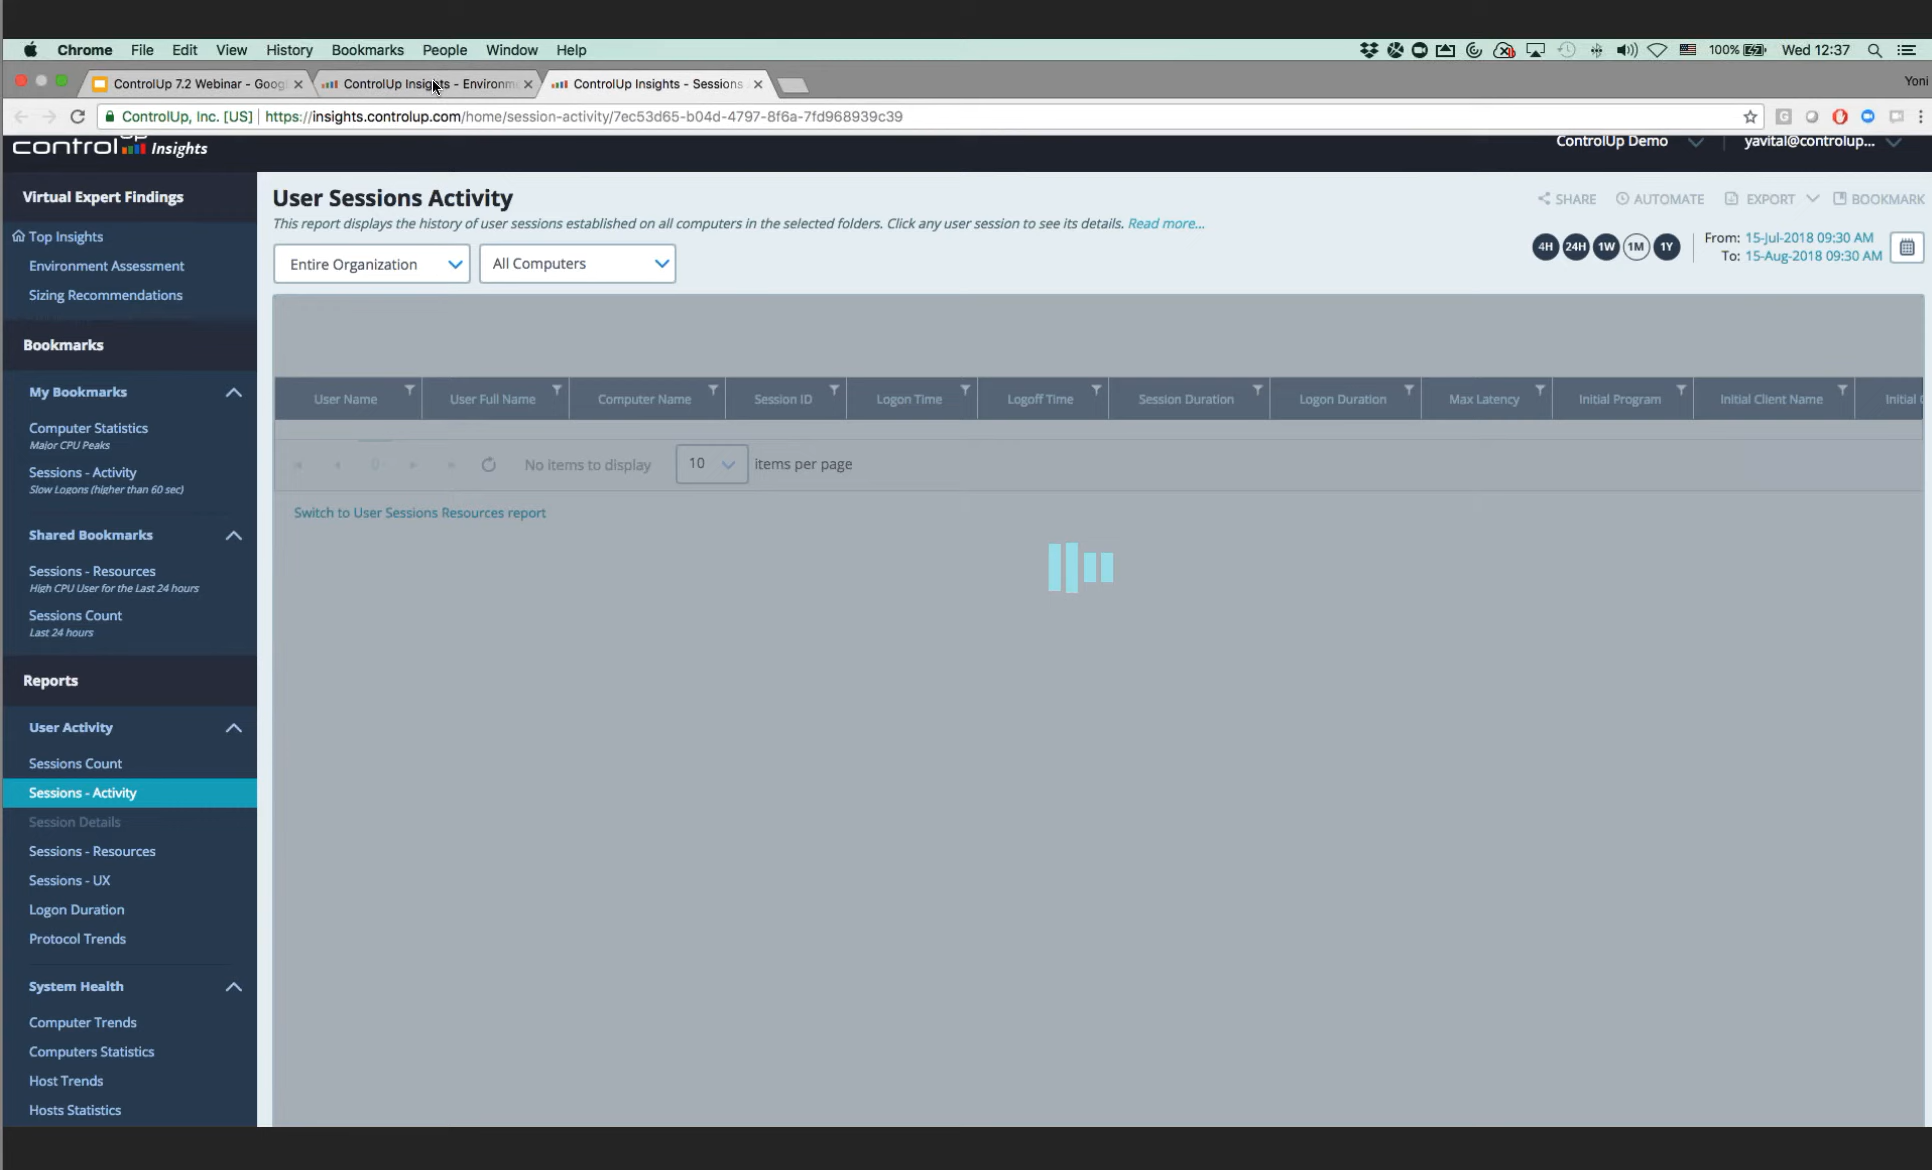 Chrome File Edit View History Bookmarks People Window Help 100% Wed 12:37
ControlUp 7.2 Webinar - Goog ControlUp Insights - Environm ControlUp Insights - Sessions Yoni
ControlUp, Inc. [US] https://insights.controlup.com/home/session-activity/7ec53d65-b04d-4797-8f6a-7fd968939c39
control Insights ControlUp Demo yavital@controlup...
Virtual Expert Findings
Top Insights
Environment Assessment
Sizing Recommendations
Bookmarks
My Bookmarks
Computer Statistics
Major CPU Peaks
Sessions - Activity
Slow Logons (higher than 60 sec)
Shared Bookmarks
Sessions - Resources
High CPU User for the Last 24 hours
Sessions Count
Last 24 hours
Reports
User Activity
Sessions Count
Sessions - Activity
Session Details
Sessions - Resources
Sessions - UX
Logon Duration
Protocol Trends
System Health
Computer Trends
Computers Statistics
Host Trends
Hosts Statistics
User Sessions Activity
SHARE AUTOMATE EXPORT BOOKMARK
This report displays the history of user sessions established on all computers in the selected folders. Click any user session to see its details. Read more...
Entire Organization All Computers
4H 24H 1W 1M 1Y
From: 15-Jul-2018 09:30 AM
To: 15-Aug-2018 09:30 AM
User Name User Full Name Computer Name Session ID Logon Time Logoff Time Session Duration Logon Duration Max Latency Initial Program Initial Client Name Initial C
0 No items to display 10 items per page
Switch to User Sessions Resources report